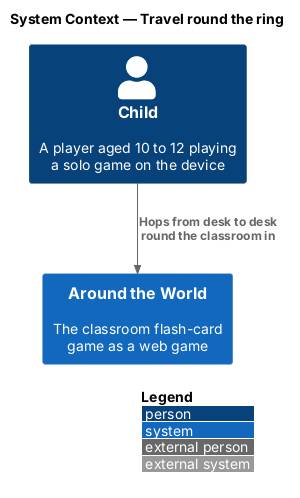 System Context — Travel round the ring
Child
A player aged 10 to 12 playing
a solo game on the device
Hops from desk to desk
round the classroom in
Around the World
The classroom flash-card
game as a web game
Legend
person
system
external person
external system